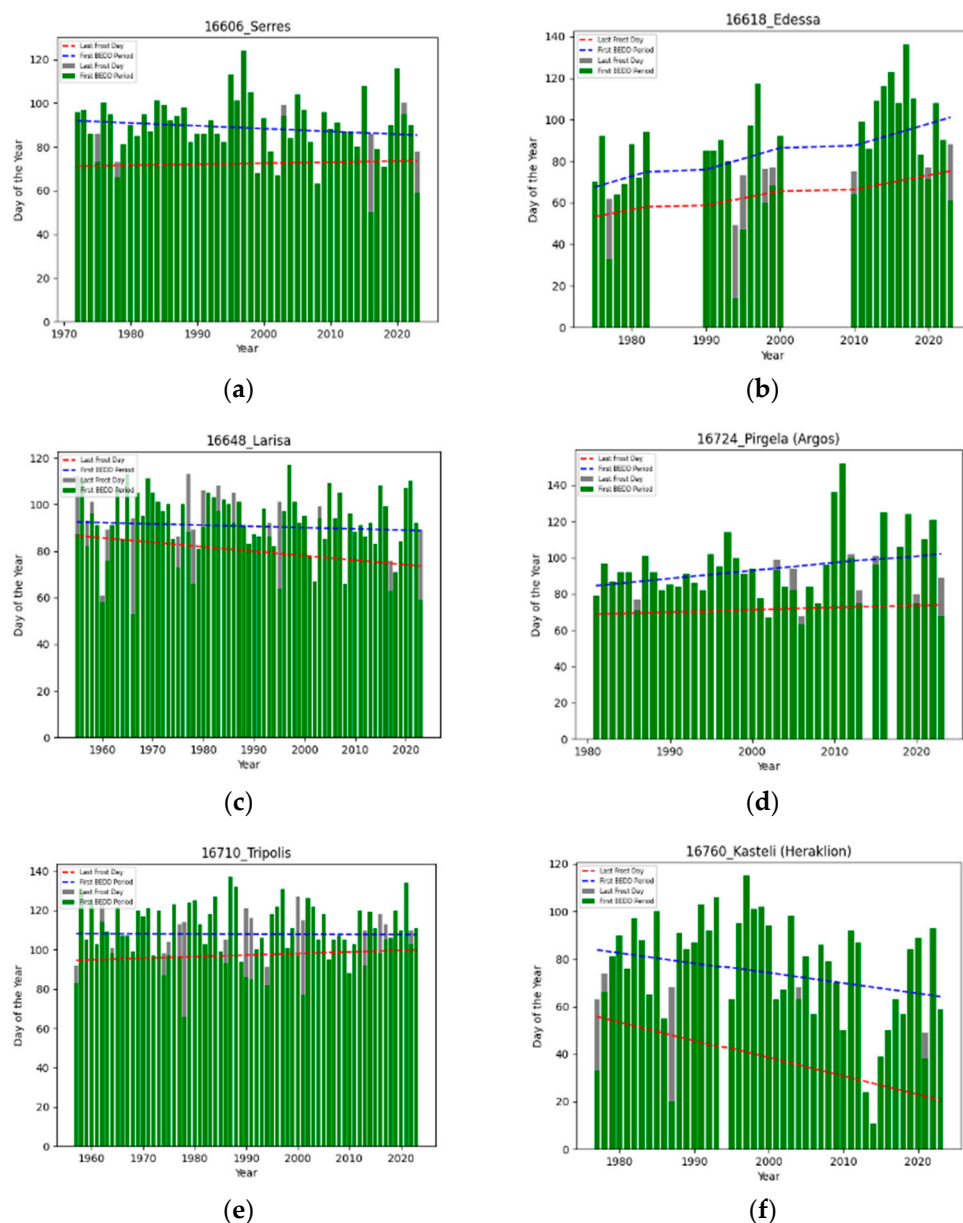 16606_Serres
Last Frost Day
First BEDD Period
Last Frost Day
First BEDD Period
Day of the Year
120
100
80
60
40
20
0
1970 1980 1990 2000 2010 2020
Year
(a)
16618_Edessa
Last Frost Day
First BEDD Period
Last Frost Day
First BEDD Period
Day of the Year
140
120
100
80
60
40
20
0
1980 1990 2000 2010 2020
Year
(b)
16648_Larisa
Last Frost Day
First BEDD Period
Last Frost Day
First BEDD Period
Day of the Year
120
100
80
60
40
20
0
1960 1970 1980 1990 2000 2010 2020
Year
(c)
16724_Pirgela (Argos)
Last Frost Day
First BEDD Period
Last Frost Day
First BEDD Period
Day of the Year
140
120
100
80
60
40
20
0
1980 1990 2000 2010 2020
Year
(d)
16710_Tripolis
Last Frost Day
First BEDD Period
Last Frost Day
First BEDD Period
Day of the Year
140
120
100
80
60
40
20
0
1960 1970 1980 1990 2000 2010 2020
Year
(e)
16760_Kasteli (Heraklion)
Last Frost Day
First BEDD Period
Last Frost Day
First BEDD Period
Day of the Year
120
100
80
60
40
20
0
1980 1990 2000 2010 2020
Year
(f)